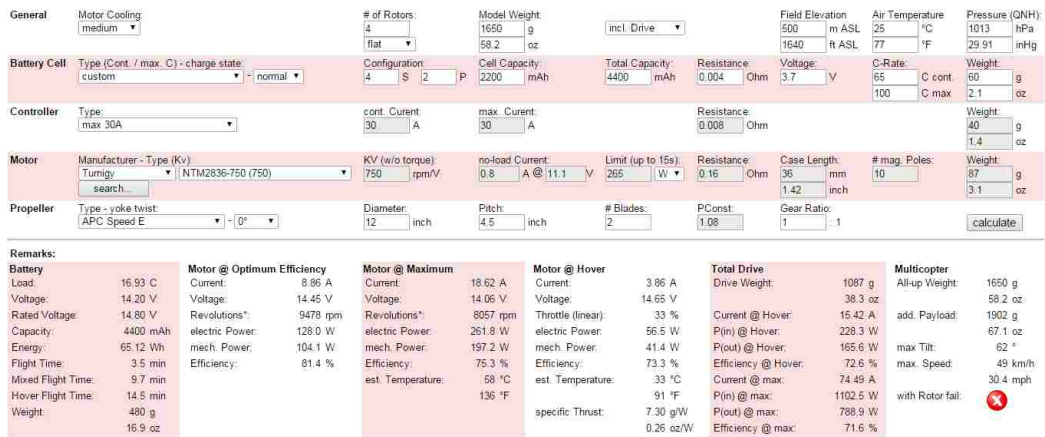 General Motor Cooling: # of Rotors: Model Weight: Field Elevation Air Temperature Pressure (QNH):
medium 4 1650 g incl. Drive 500 m ASL 25 °C 1013 hPa
flat 58.2 oz 1640 ft ASL 77 °F 29.91 inHg
Battery Cell Type (Cont. / max. C) - charge state: Configuration: Cell Capacity: Total Capacity: Resistance: Voltage: C-Rate: Weight:
custom - normal 4 S 2 P 2200 mAh 4400 mAh 0.004 Ohm 3.7 V 65 C cont. 60 g
100 C max 2.1 oz
Controller Type: cont. Curent: max. Curent: Resistance: Weight:
max 30A 30 A 30 A 0.008 Ohm 40 g
1.4 oz
Motor Manufacturer - Type (Kv): KV (w/o torque): no-load Current: Limit (up to 15s): Resistance: Case Length: # mag. Poles: Weight:
Turnigy - NTM2836-750 (750) 750 rpm/V 0.8 A @ 11.1 V 265 W 0.16 Ohm 36 mm 10 87 g
search... 1.42 inch 3.1 oz
Propeller Type - yoke twist: Diameter: Pitch: # Blades: PConst: Gear Ratio:
APC Speed E - 0° 12 inch 4.5 inch 2 1.08 1 : 1 calculate
Remarks:
Battery Motor @ Optimum Efficiency Motor @ Maximum Motor @ Hover Total Drive Multicopter
Load: 16.93 C Current: 8.86 A Current: 18.62 A Current: 3.86 A Drive Weight: 1087 g All-up Weight: 1650 g
Voltage: 14.20 V Voltage: 14.45 V Voltage: 14.06 V Voltage: 14.65 V 38.3 oz 58.2 oz
Rated Voltage: 14.80 V Revolutions*: 9478 rpm Revolutions*: 8057 rpm Throttle (linear): 33 % Current @ Hover: 15.42 A add. Payload: 1902 g
Capacity: 4400 mAh electric Power: 128.0 W electric Power: 261.8 W electric Power: 56.5 W P(in) @ Hover: 228.3 W 67.1 oz
Energy: 65.12 Wh mech. Power: 104.1 W mech. Power: 197.2 W mech. Power: 41.4 W P(out) @ Hover: 165.6 W max Tilt: 62 °
Flight Time: 3.5 min Efficiency: 81.4 % Efficiency: 75.3 % Efficiency: 73.3 % Efficiency @ Hover: 72.6 % max. Speed: 49 km/h
Mixed Flight Time: 9.7 min est. Temperature: 58 °C est. Temperature: 33 °C Current @ max: 74.49 A 30.4 mph
Hover Flight Time: 14.5 min 136 °F 91 °F P(in) @ max: 1102.5 W with Rotor fail:
Weight: 480 g specific Thrust: 7.30 g/W P(out) @ max: 788.9 W
16.9 oz 0.26 oz/W Efficiency @ max: 71.6 %